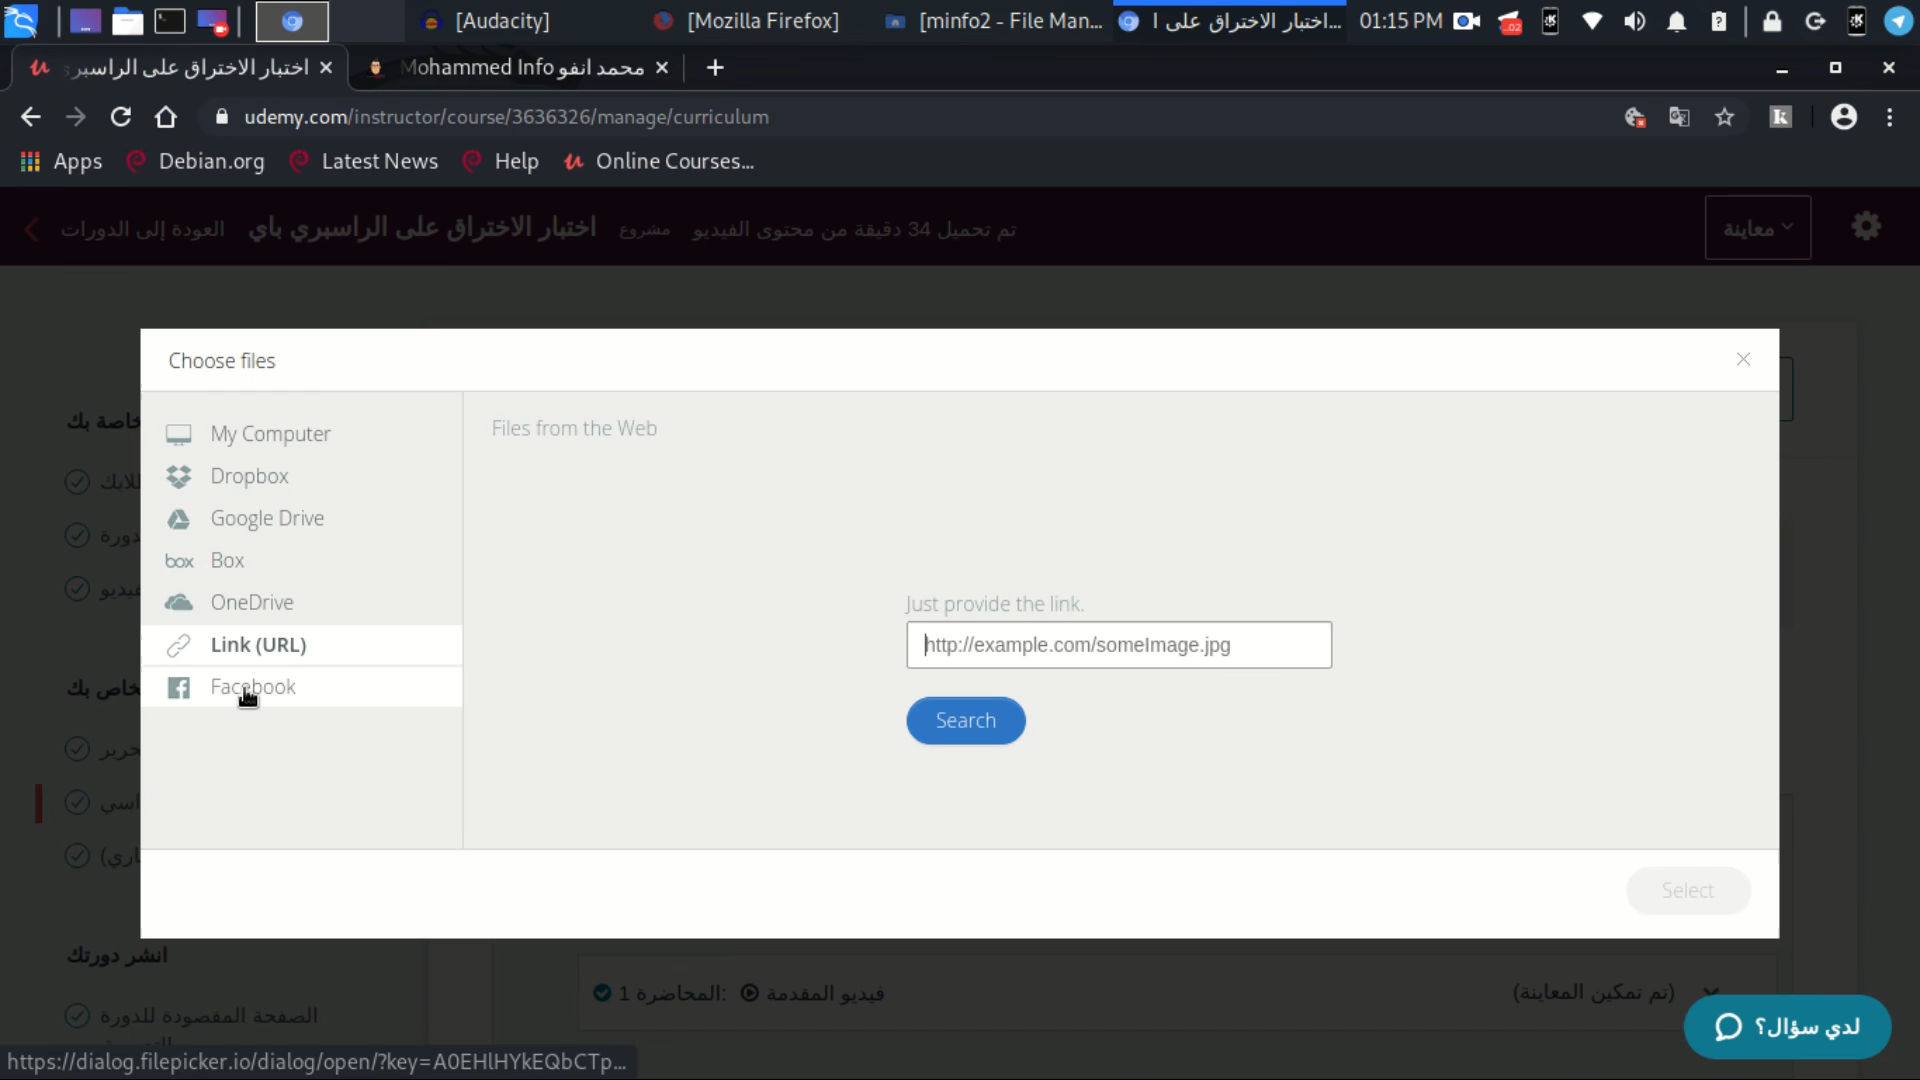 [Audacity]
[Mozilla Firefox]
[minfo2 - File Man...
اختبار الاختراق على ا...
01:15 PM
اختبار الاختراق على الراسبري
Mohammed Info محمد انفو
udemy.com/instructor/course/3636326/manage/curriculum
Apps
Debian.org
Latest News
Help
Online Courses...
العودة إلى الدورات
اختبار الاختراق على الراسبري باي
مشروع
تم تحميل 34 دقيقة من محتوى الفيديو
معاينة
Choose files
My Computer
Dropbox
Google Drive
box Box
OneDrive
Link (URL)
Facebook
Files from the Web
Just provide the link.
http://example.com/someImage.jpg
Search
Select
انشر دورتك
الصفحة المقصودة للدورة
المحاضرة 1:
فيديو المقدمة
(تم تمكين المعاينة)
لدي سؤال؟
https://dialog.filepicker.io/dialog/open/?key=A0EHlHYkEQbCTp...